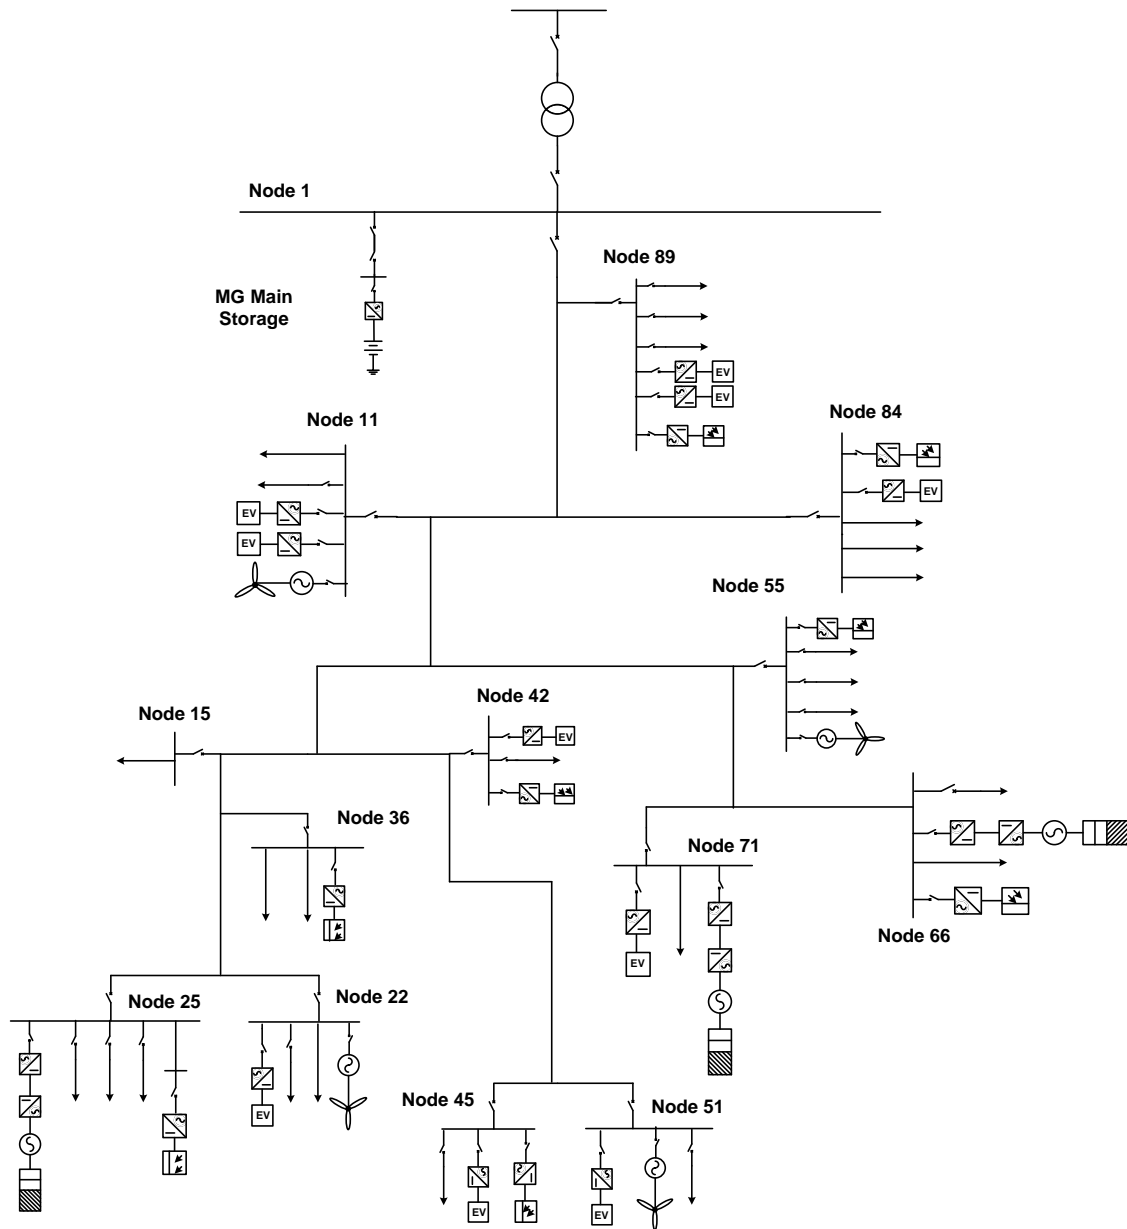 Node 1
Node 89
MG Main
Storage
EV
EV
Node 11
Node 84
EV
EV
EV
Node 55
Node 42
Node 15
EV
Node 36
Node 71
EV
Node 66
Node 25
Node 22
EV
Node 45
Node 51
EV
EV